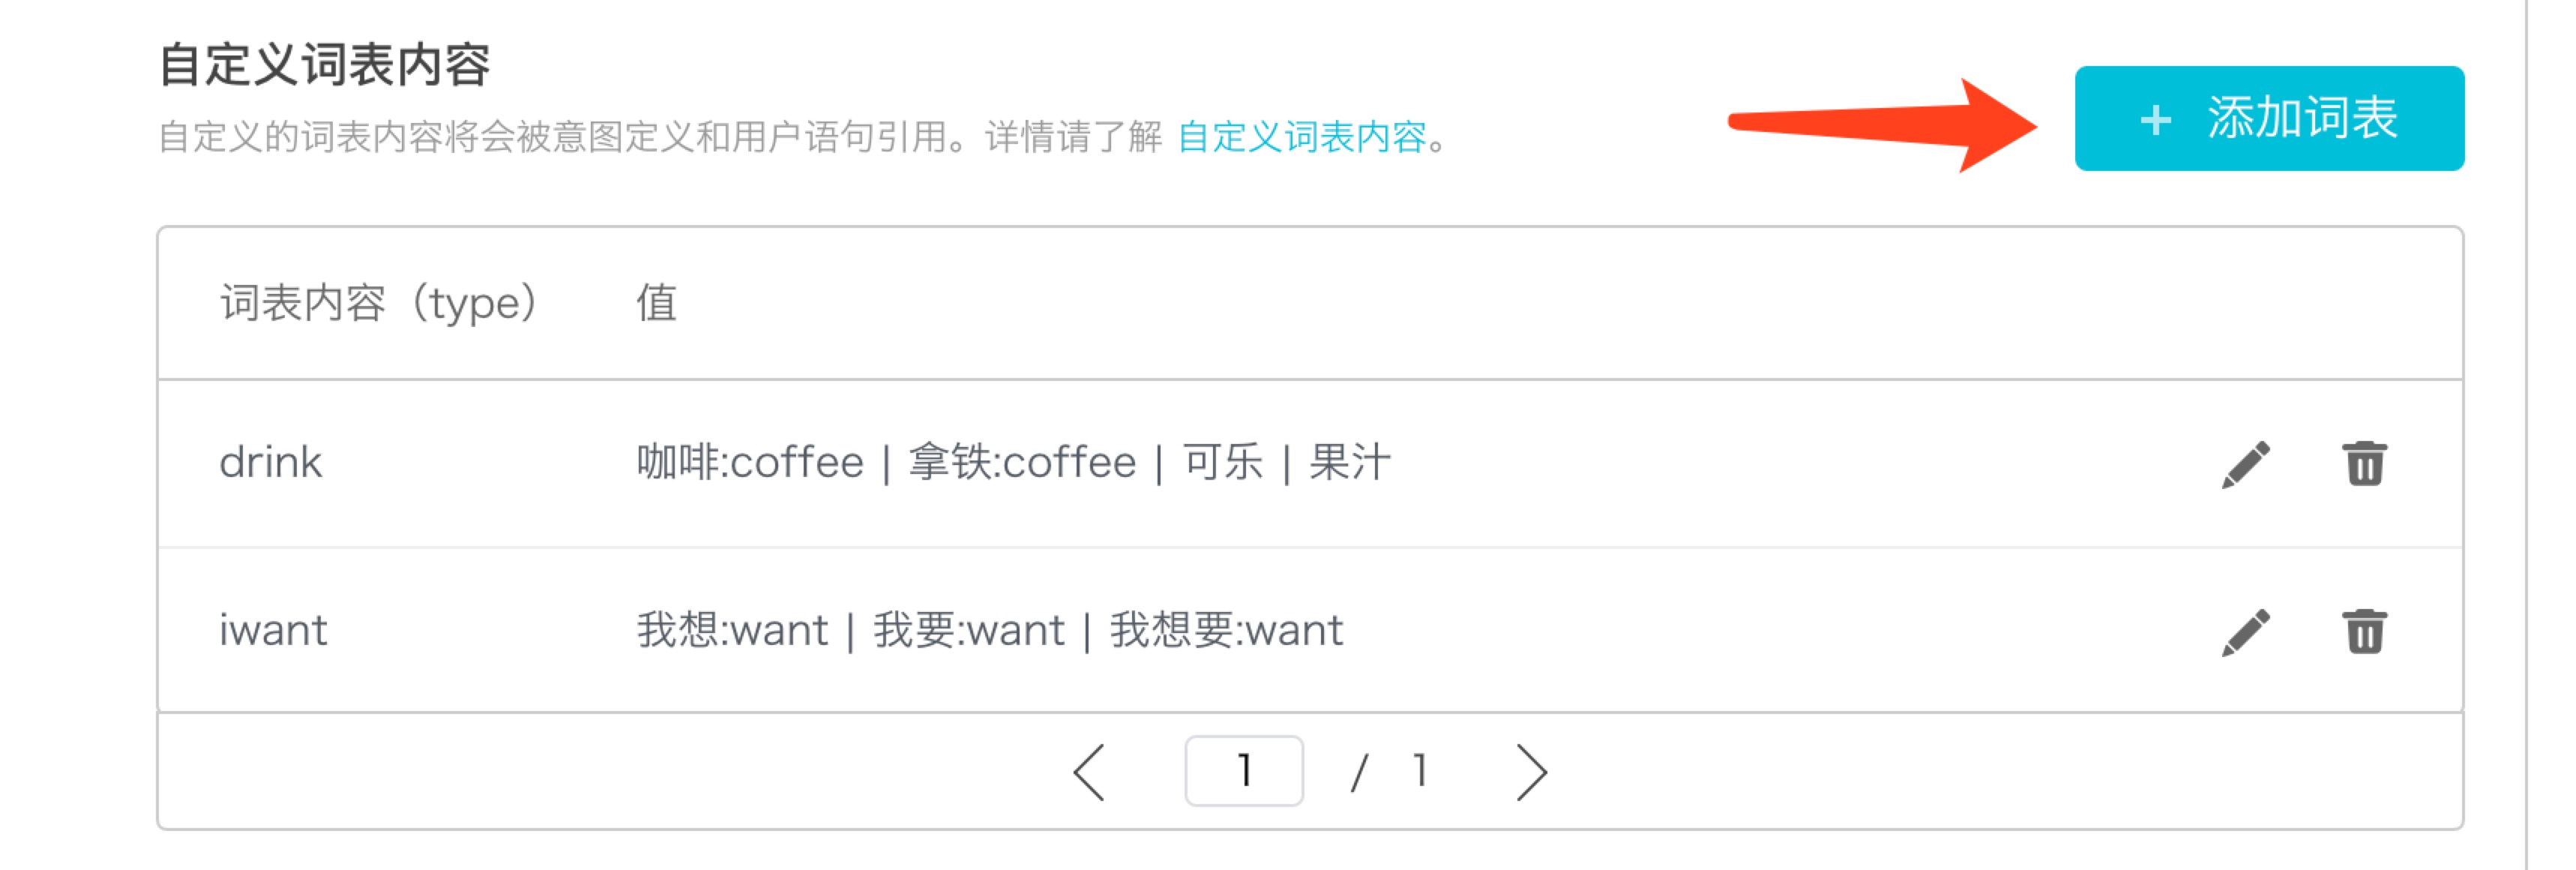 自定义词表内容
自定义的词表内容将会被意图定义和用户语句引用。详情请了解 自定义词表内容。
+ 添加词表
词表内容（type） 值
drink 咖啡:coffee | 拿铁:coffee | 可乐 | 果汁
iwant 我想:want | 我要:want | 我想要:want
1 / 1